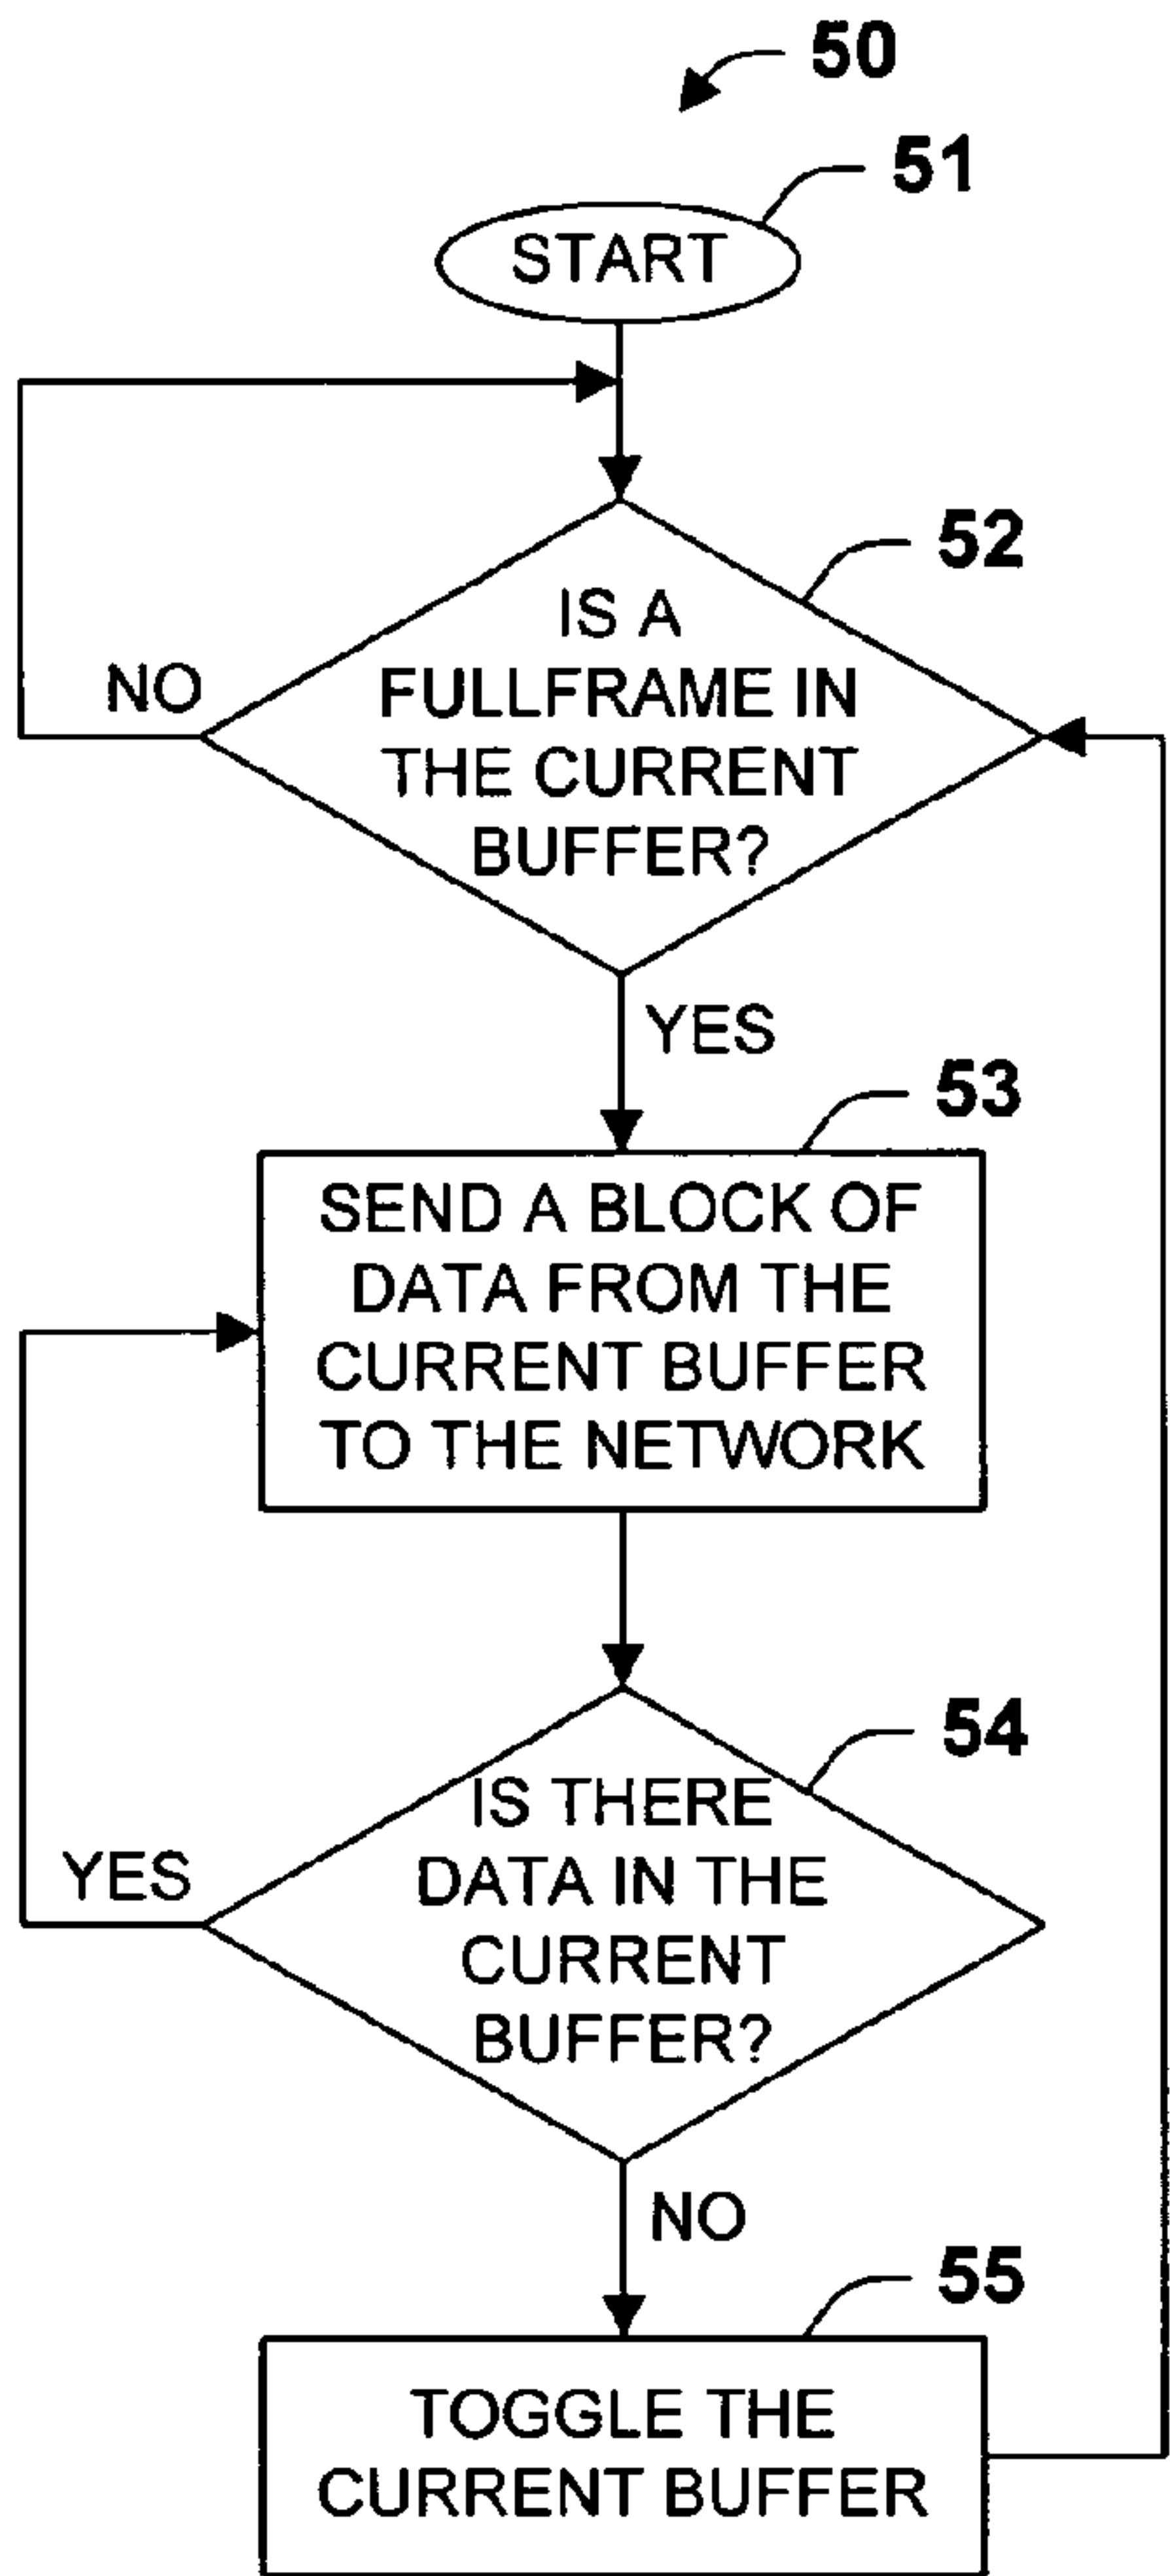 50
51
START
52
IS A
FULLFRAME IN
THE CURRENT
BUFFER?
NO
YES
53
SEND A BLOCK OF
DATA FROM THE
CURRENT BUFFER
TO THE NETWORK
54
IS THERE
DATA IN THE
CURRENT
BUFFER?
YES
NO
55
TOGGLE THE
CURRENT BUFFER